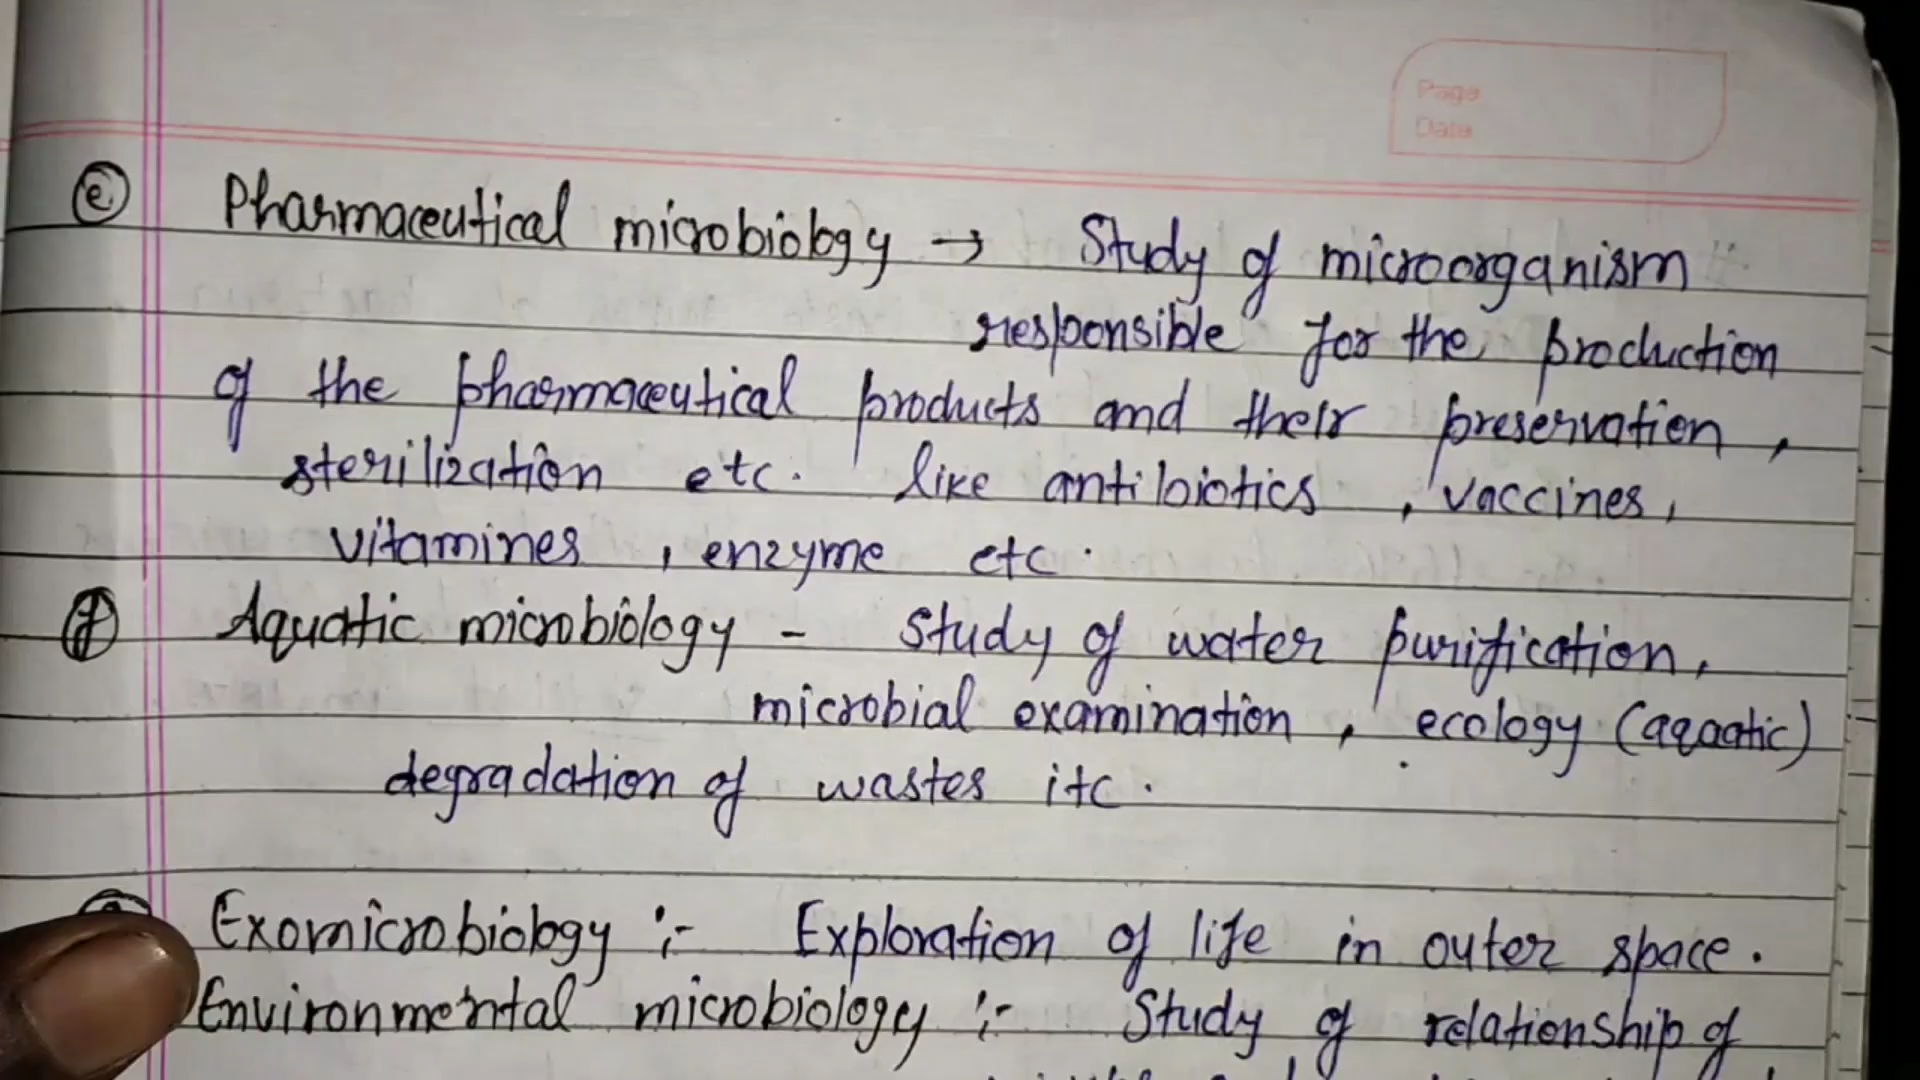 Page
Date
(e) Pharmaceutical microbiology → Study of microorganism
responsible for the production
of the pharmaceutical products and their preservation,
sterilization etc. like antibiotics, vaccines,
vitamines, enzyme etc.
(f) Aquatic microbiology - Study of water purification,
microbial examination, ecology (aqaatic)
degradation of wastes itc.
Exomicrobiology :- Exploration of life in outer space.
Environmental microbiology :- Study of relationship of